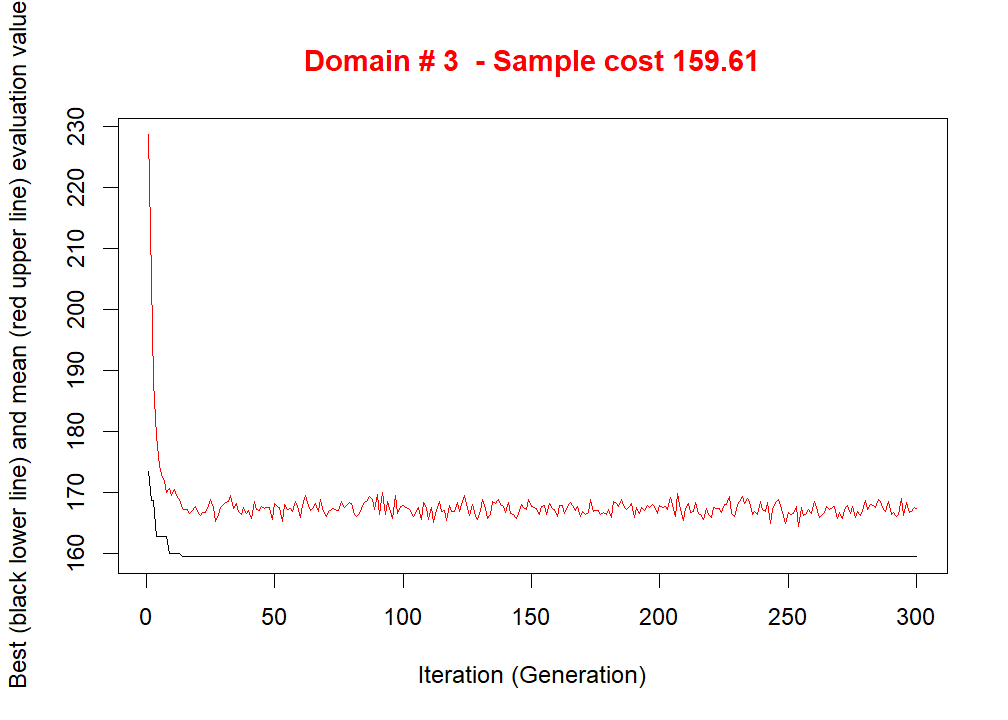 Domain # 3  - Sample cost 159.61
Best (black lower line) and mean (red upper line) evaluation value
230
220
210
200
190
180
170
160
0 50 100 150 200 250 300
Iteration (Generation)